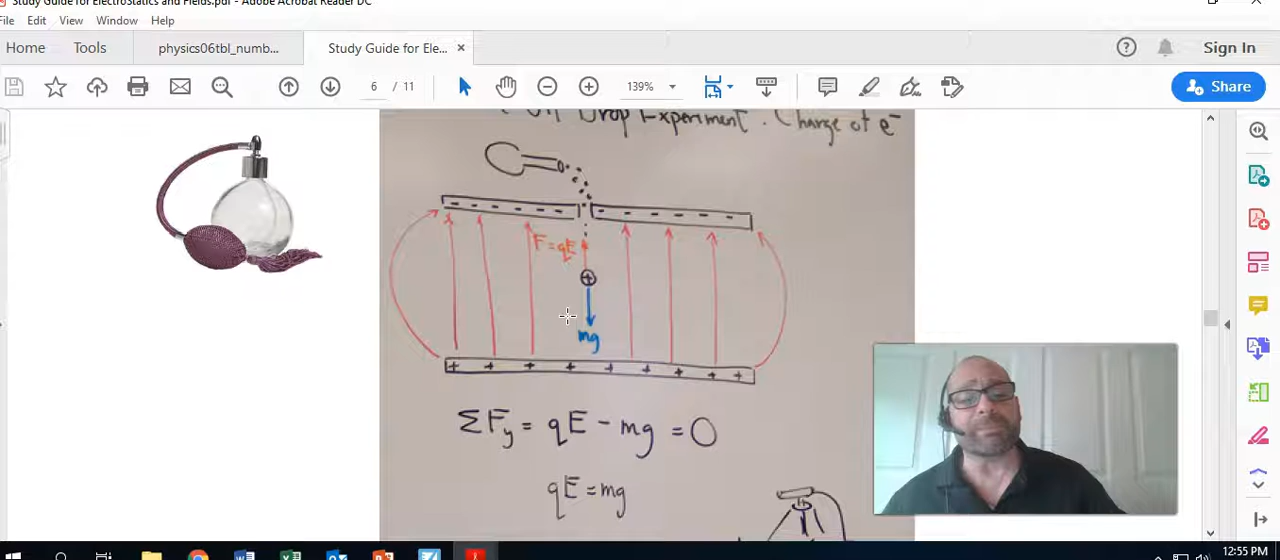 Study Guide for ElectroStatics and Fields.pdf - Adobe Acrobat Reader DC
File Edit View Window Help
Home Tools physics06tbl_numb... Study Guide for Ele... × ? Sign In
6 / 11 139% Share
Oil Drop Experiment. Charge of e⁻
- - - - - - - - - -
F = qE
+
mg
+ + + + + + + + +
ΣFy = qE - mg = 0
qE = mg
12:55 PM